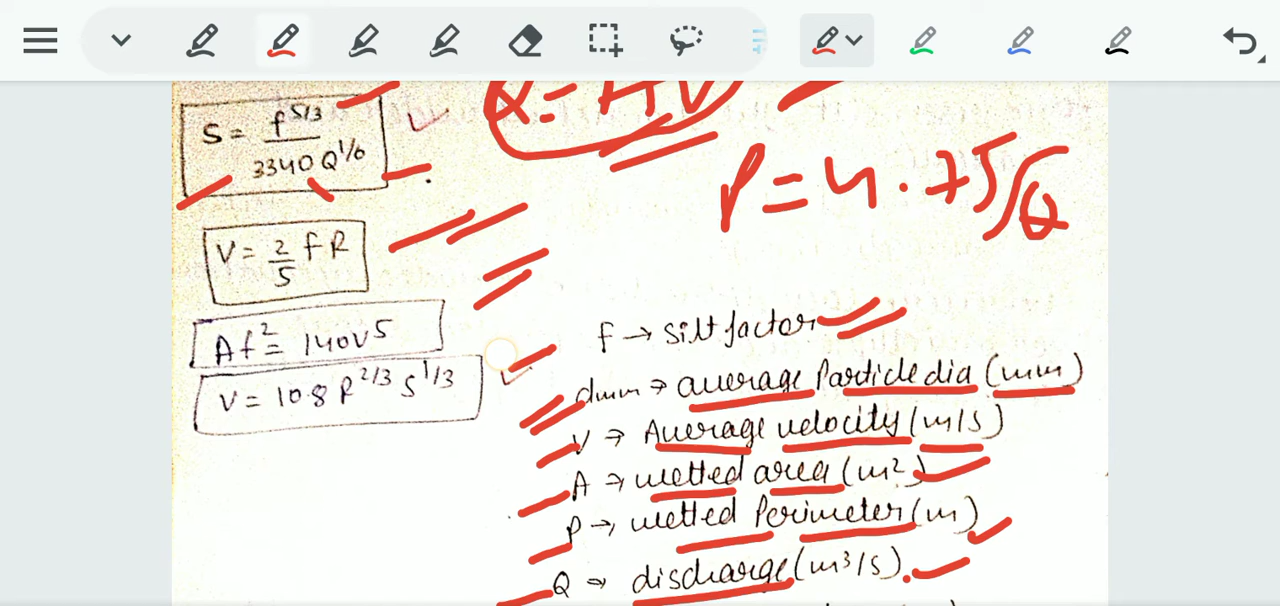 Q = AV
S = f^5/3 / 3340 Q^1/6
P = 4.75√Q
V = 2/5 f R
Af² = 140V5
V = 10.8 R^2/3 S^1/3
f → silt factor
dmm → average Particle dia (mm)
V → Average velocity (m/s)
A → wetted area (m²)
P → wetted Perimeter (m)
Q → discharge (m³/s).